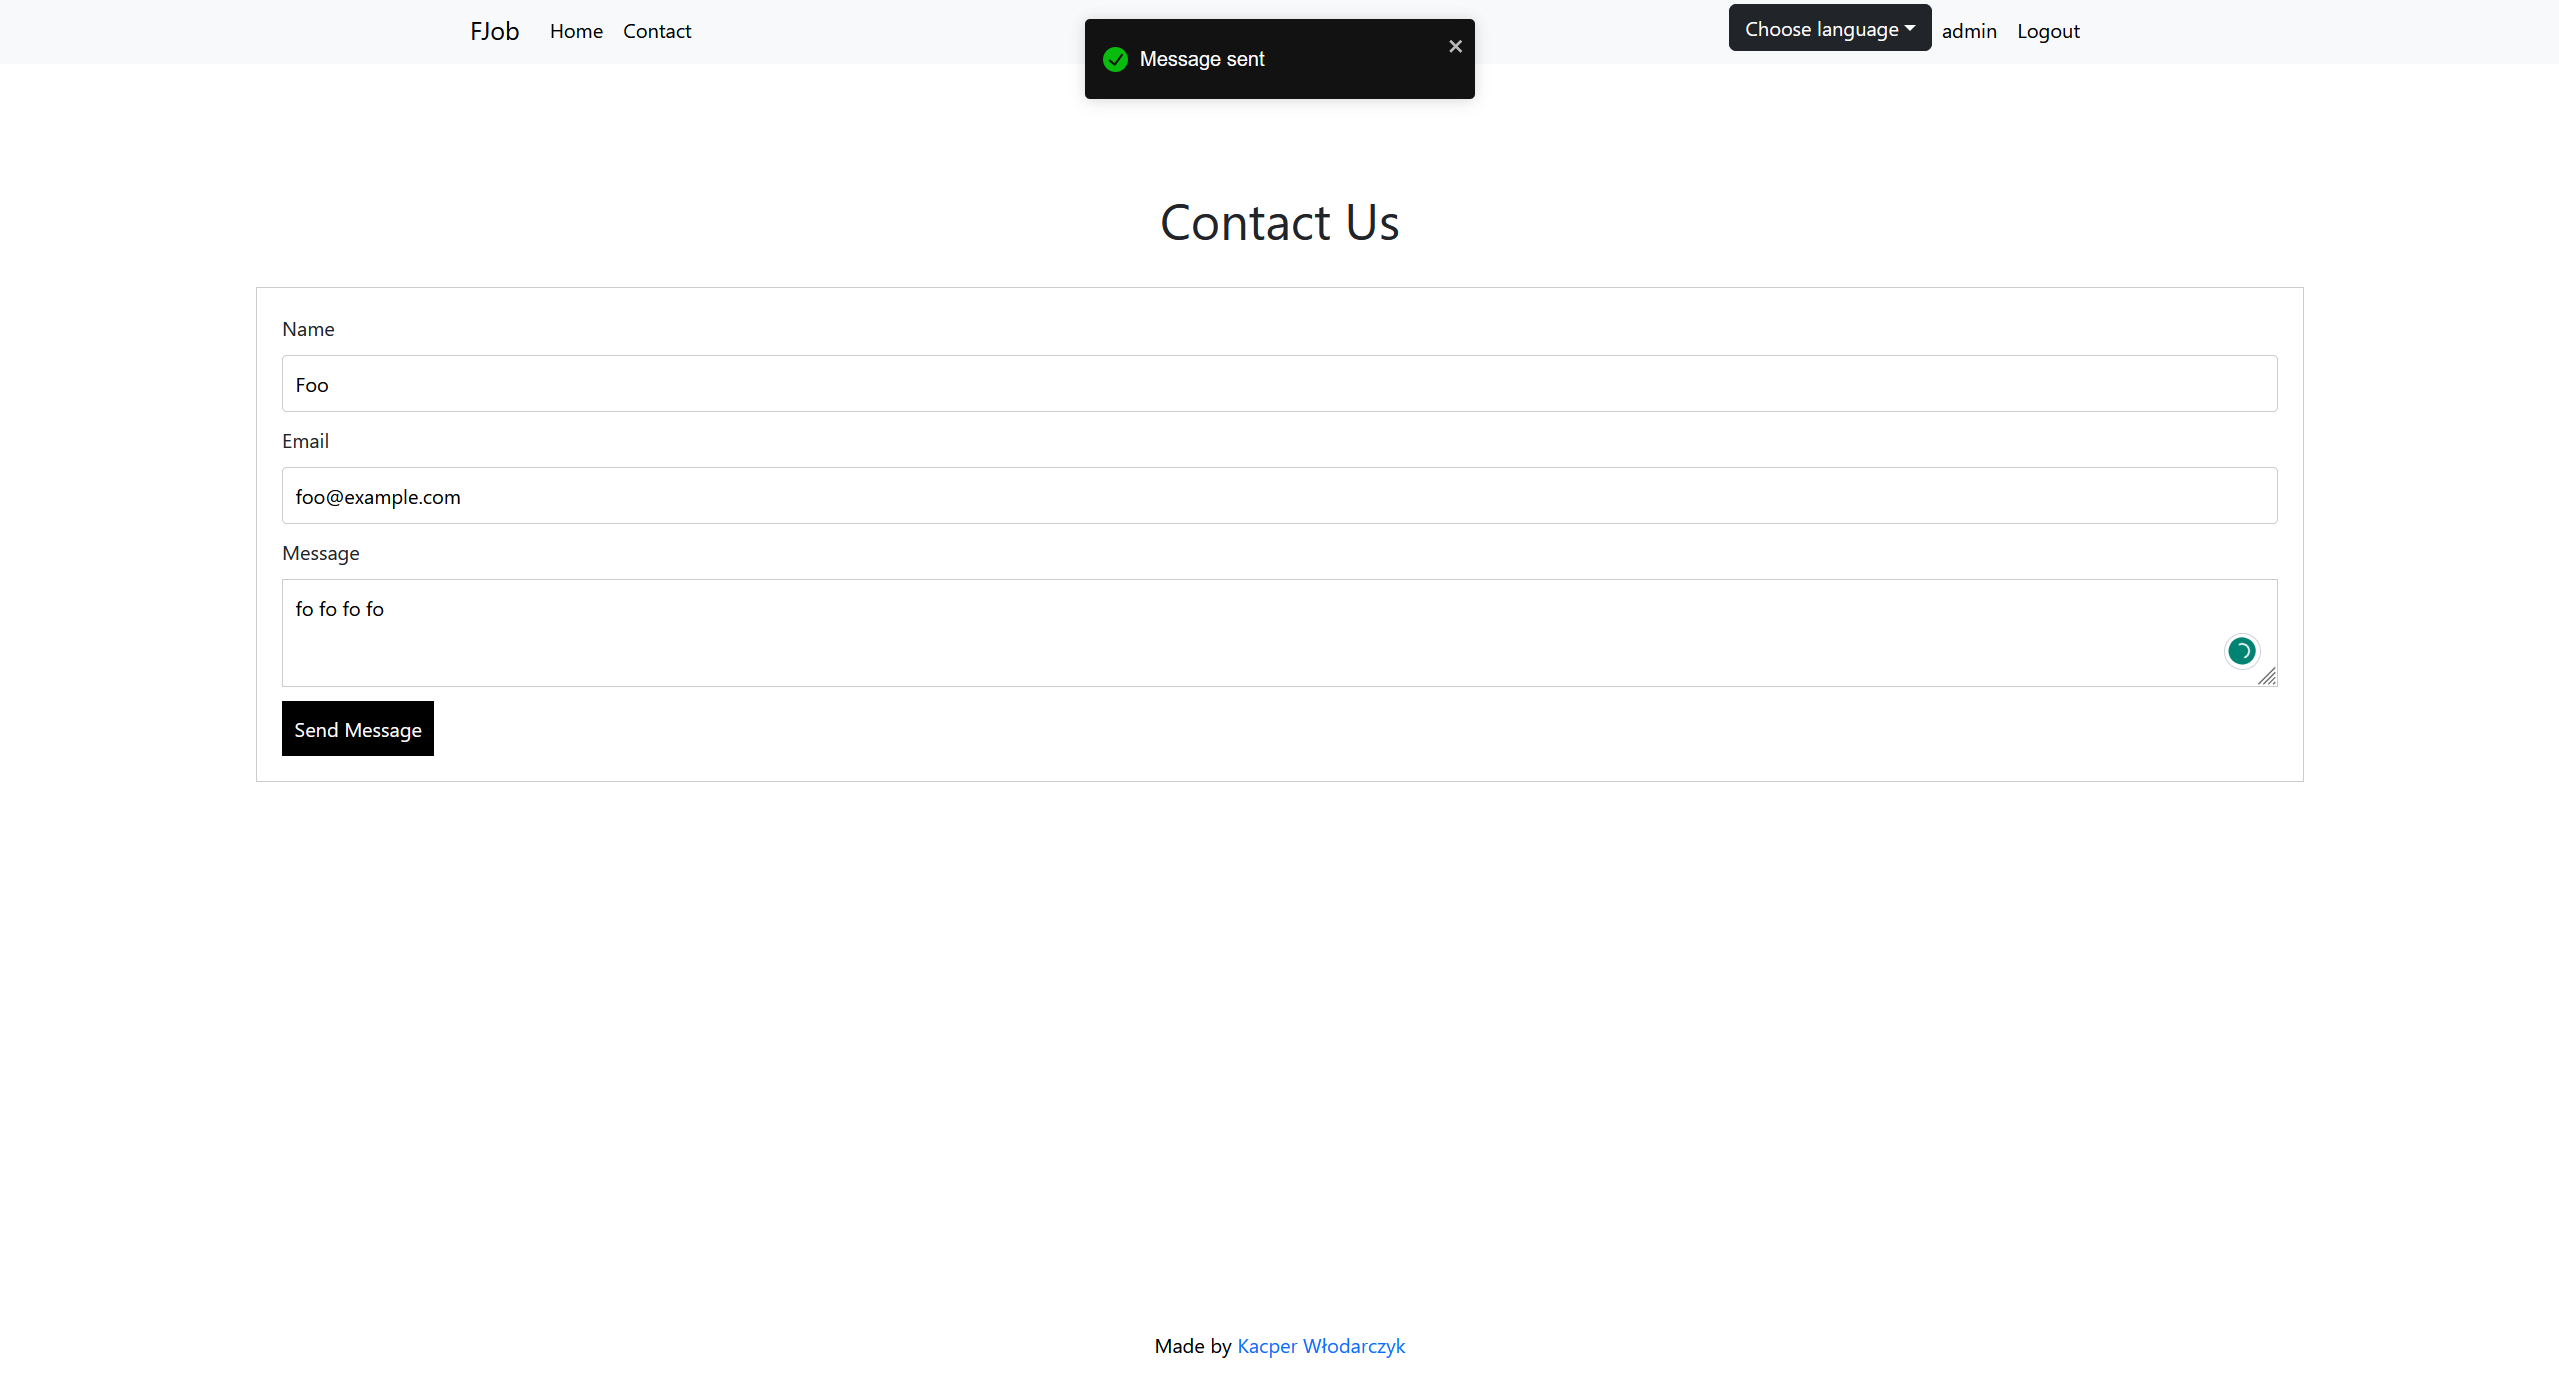 FJob Home Contact Choose language admin Logout
Message sent
Contact Us
Name
Foo
Email
foo@example.com
Message
fo fo fo fo
Send Message
Made by Kacper Włodarczyk